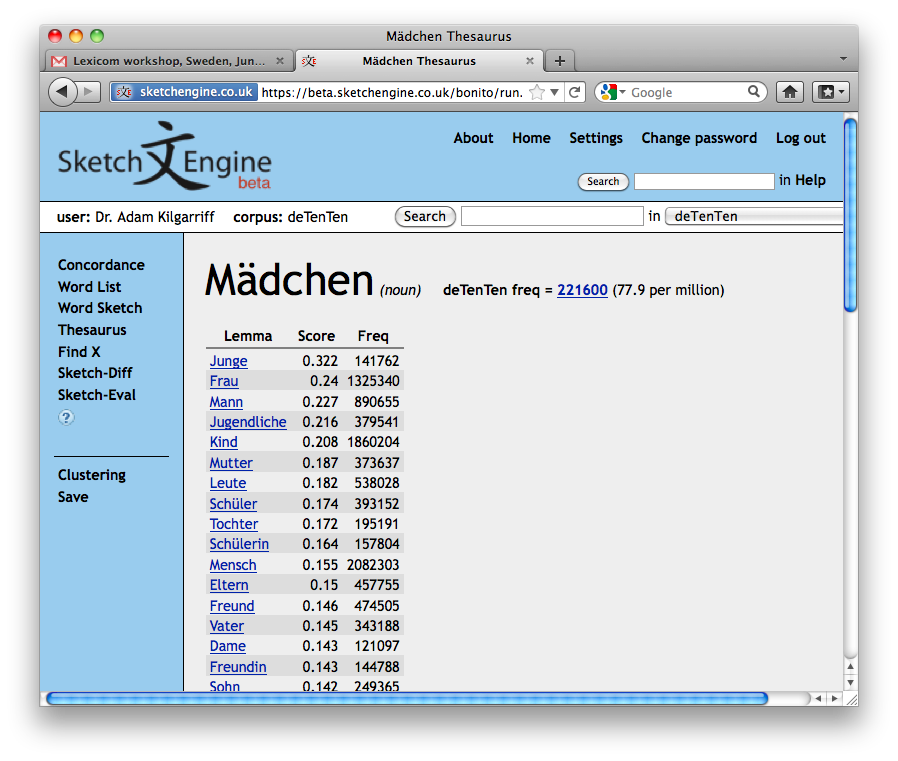 Mädchen Thesaurus
Lexicom workshop, Sweden, Jun... × Mädchen Thesaurus × +
sketchengine.co.uk https://beta.sketchengine.co.uk/bonito/run. Google
Sketch 文 Engine beta
About Home Settings Change password Log out
Search in Help
user: Dr. Adam Kilgarriff corpus: deTenTen Search in deTenTen
Concordance
Word List
Word Sketch
Thesaurus
Find X
Sketch-Diff
Sketch-Eval
?
Clustering
Save
Mädchen (noun) deTenTen freq = 221600 (77.9 per million)
Lemma Score Freq
Junge 0.322 141762
Frau 0.24 1325340
Mann 0.227 890655
Jugendliche 0.216 379541
Kind 0.208 1860204
Mutter 0.187 373637
Leute 0.182 538028
Schüler 0.174 393152
Tochter 0.172 195191
Schülerin 0.164 157804
Mensch 0.155 2082303
Eltern 0.15 457755
Freund 0.146 474505
Vater 0.145 343188
Dame 0.143 121097
Freundin 0.143 144788
Sohn 0.142 249365